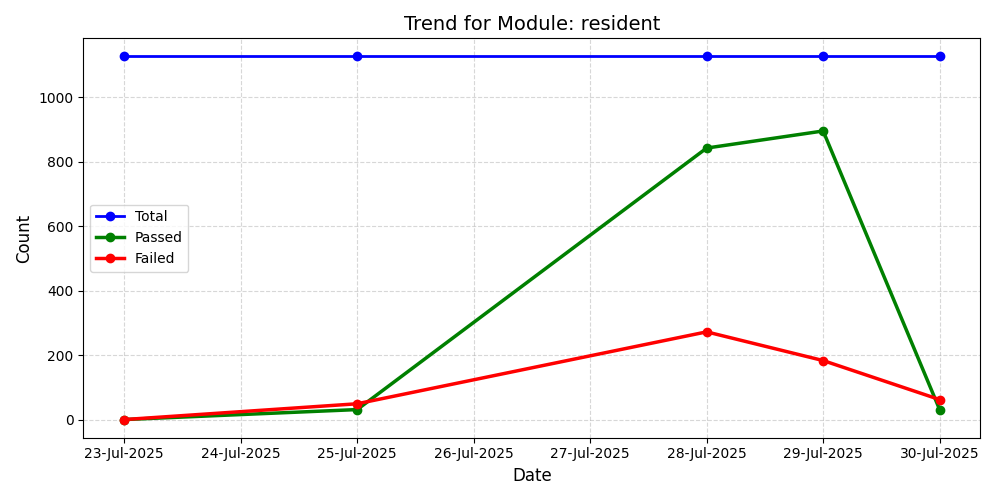 Trend for Module: resident
Count
1000
800
600
400
200
0
Total
Passed
Failed
23-Jul-2025 24-Jul-2025 25-Jul-2025 26-Jul-2025 27-Jul-2025 28-Jul-2025 29-Jul-2025 30-Jul-2025
Date